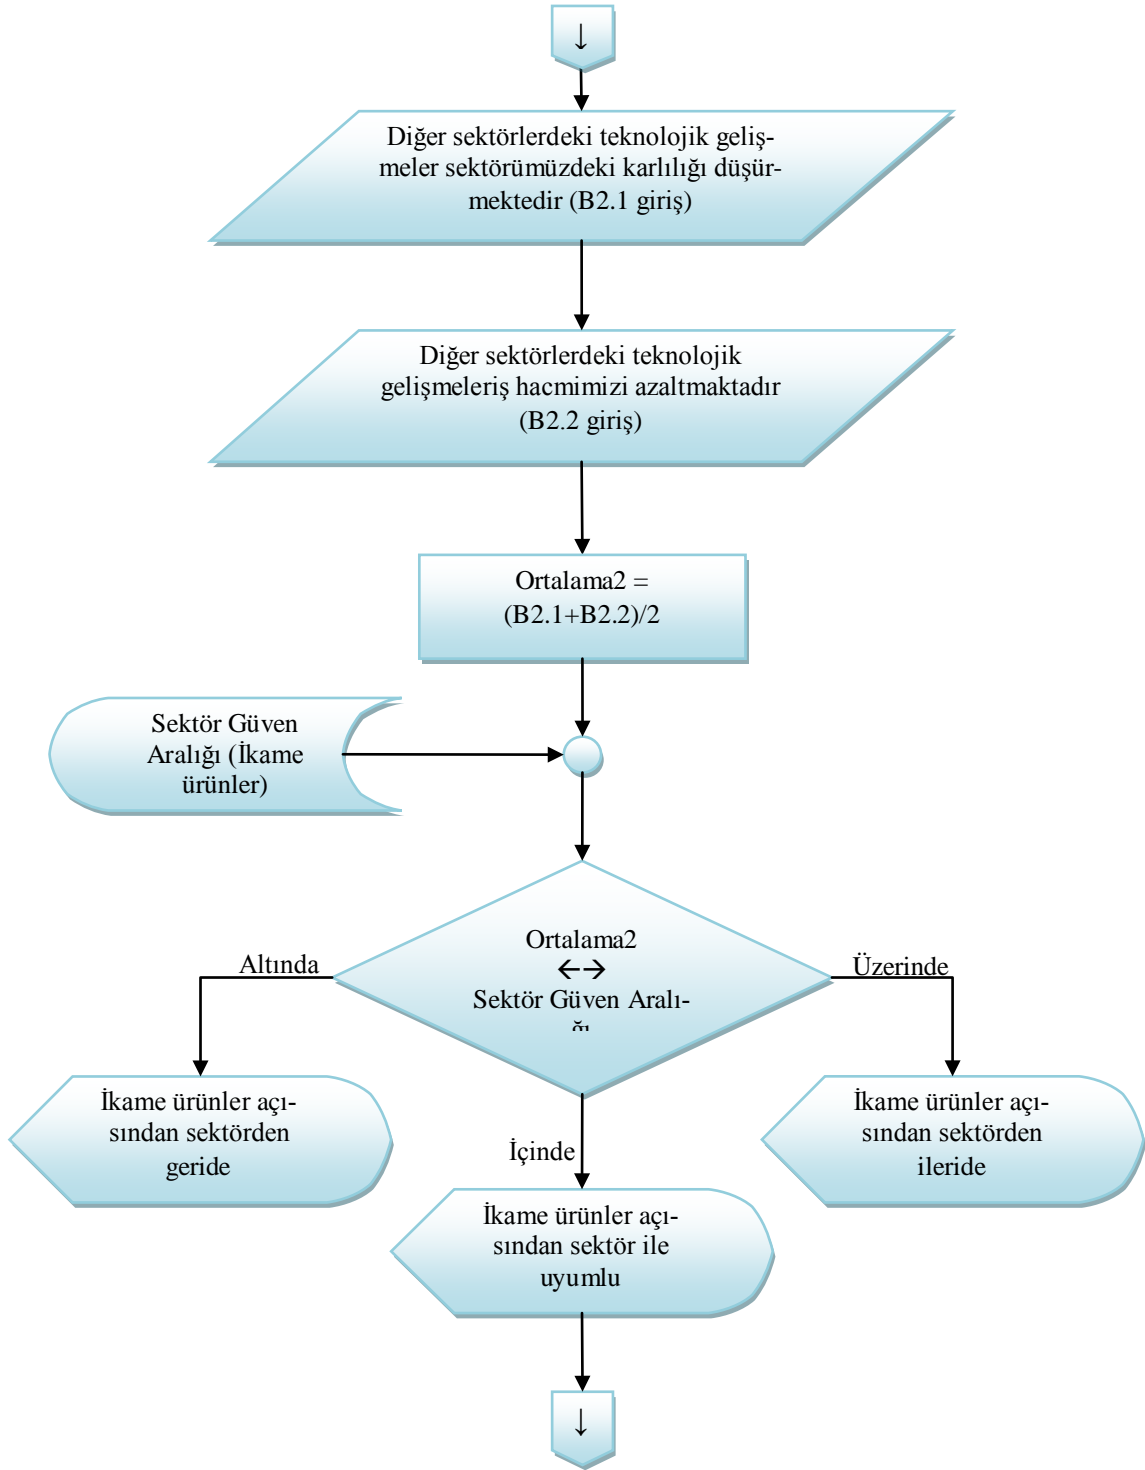 ↓
Diğer sektörlerdeki teknolojik geliş-
meler sektörümüzdeki karlılığı düşür-
mektedir (B2.1 giriş)
Diğer sektörlerdeki teknolojik
gelişmeleriş hacmimizi azaltmaktadır
(B2.2 giriş)
Ortalama2 =
(B2.1+B2.2)/2
Sektör Güven
Aralığı (İkame
ürünler)
Ortalama2
←→
Sektör Güven Aralı-
ğı
Altında
Üzerinde
İçinde
İkame ürünler açı-
sından sektörden
geride
İkame ürünler açı-
sından sektörden
ileride
İkame ürünler açı-
sından sektör ile
uyumlu
↓